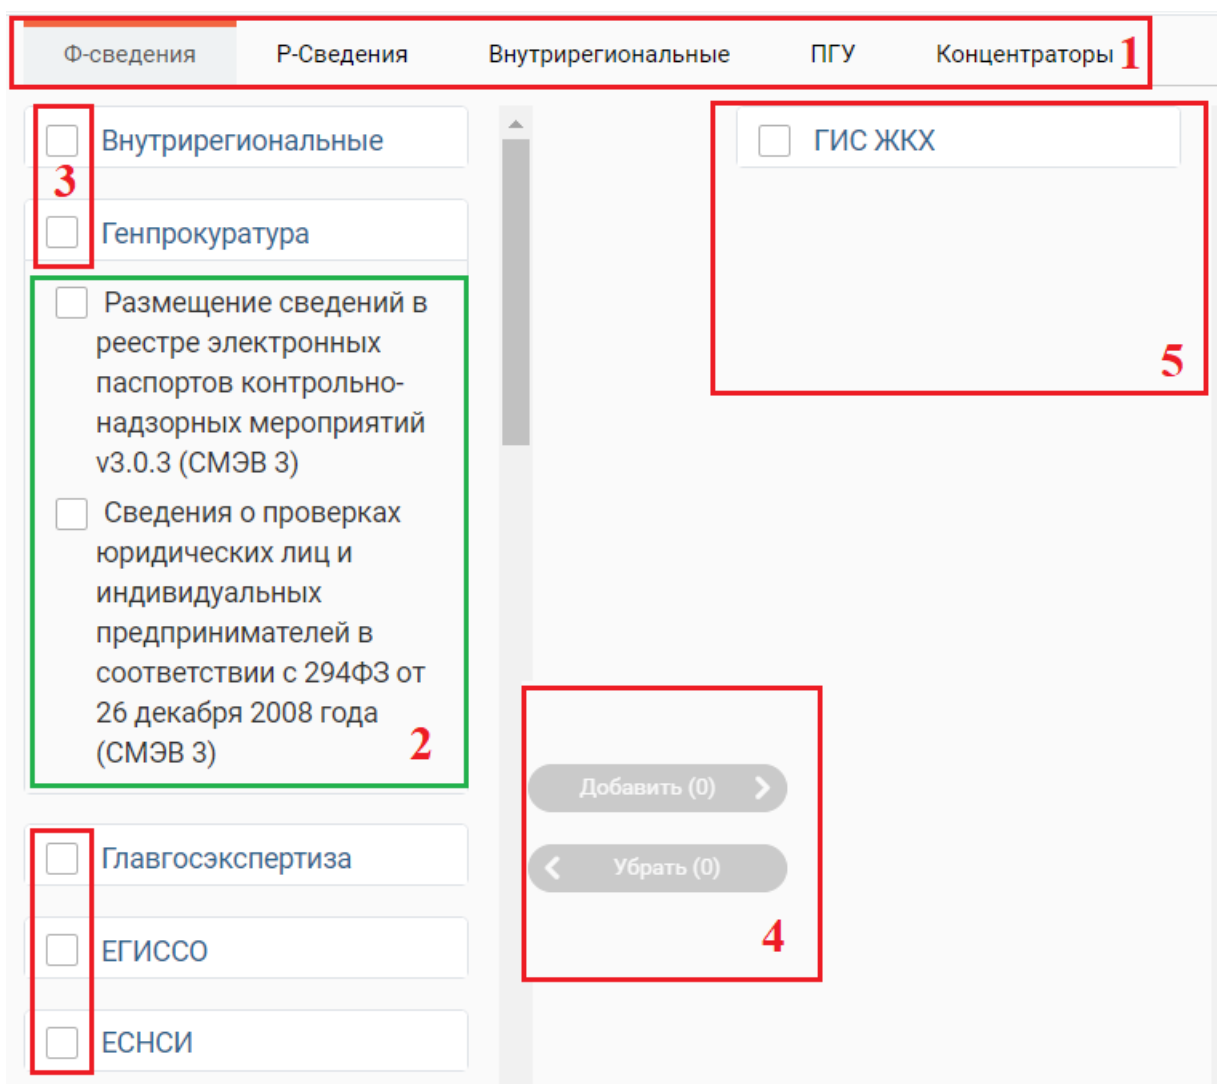 Ф-сведения Р-Сведения Внутрирегиональные ПГУ Концентраторы 1
Внутрирегиональные
3
Генпрокуратура
Размещение сведений в
реестре электронных
паспортов контрольно-
надзорных мероприятий
v3.0.3 (СМЭВ 3)
Сведения о проверках
юридических лиц и
индивидуальных
предпринимателей в
соответствии с 294ФЗ от
26 декабря 2008 года
(СМЭВ 3)
2
Главгосэкспертиза
ЕГИССО
ЕСНСИ
Добавить (0)
Убрать (0)
4
ГИС ЖКХ
5